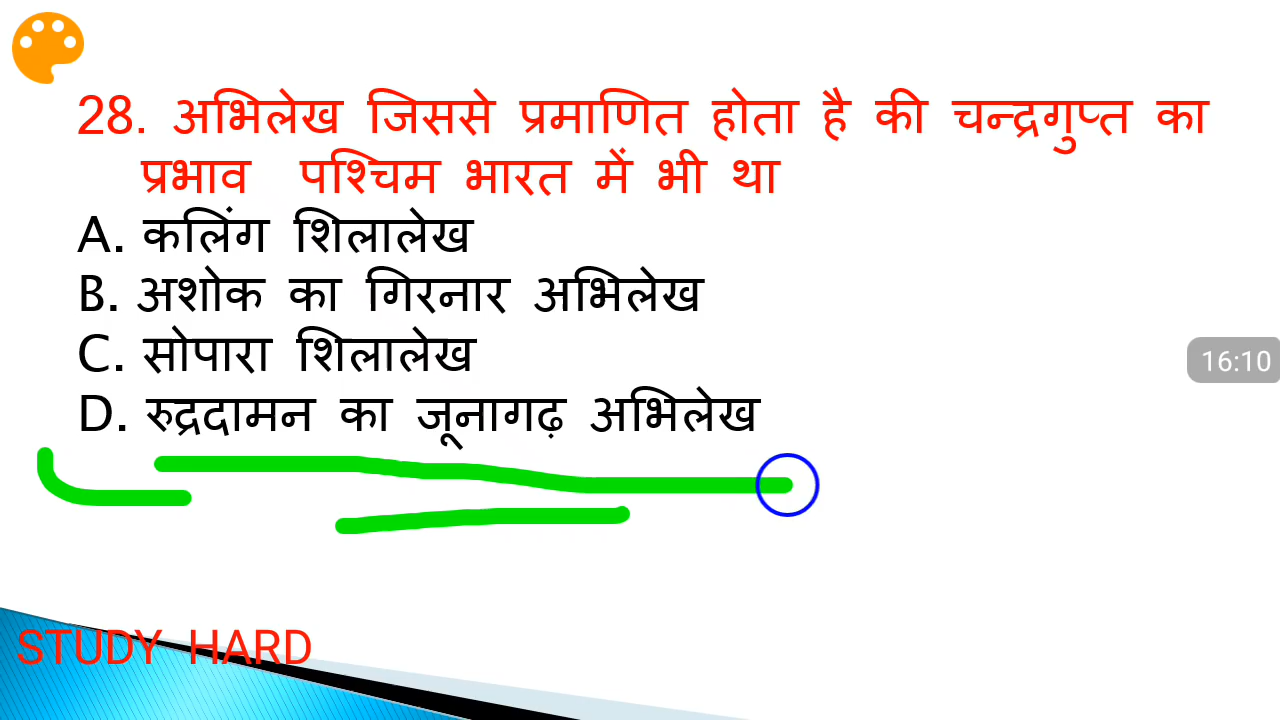 28. अभिलेख जिससे प्रमाणित होता है की चन्द्रगुप्त का
प्रभाव पश्चिम भारत में भी था
A. कलिंग शिलालेख
B. अशोक का गिरनार अभिलेख
C. सोपारा शिलालेख
D. रुद्रदामन का जूनागढ़ अभिलेख
16:10
STUDY HARD